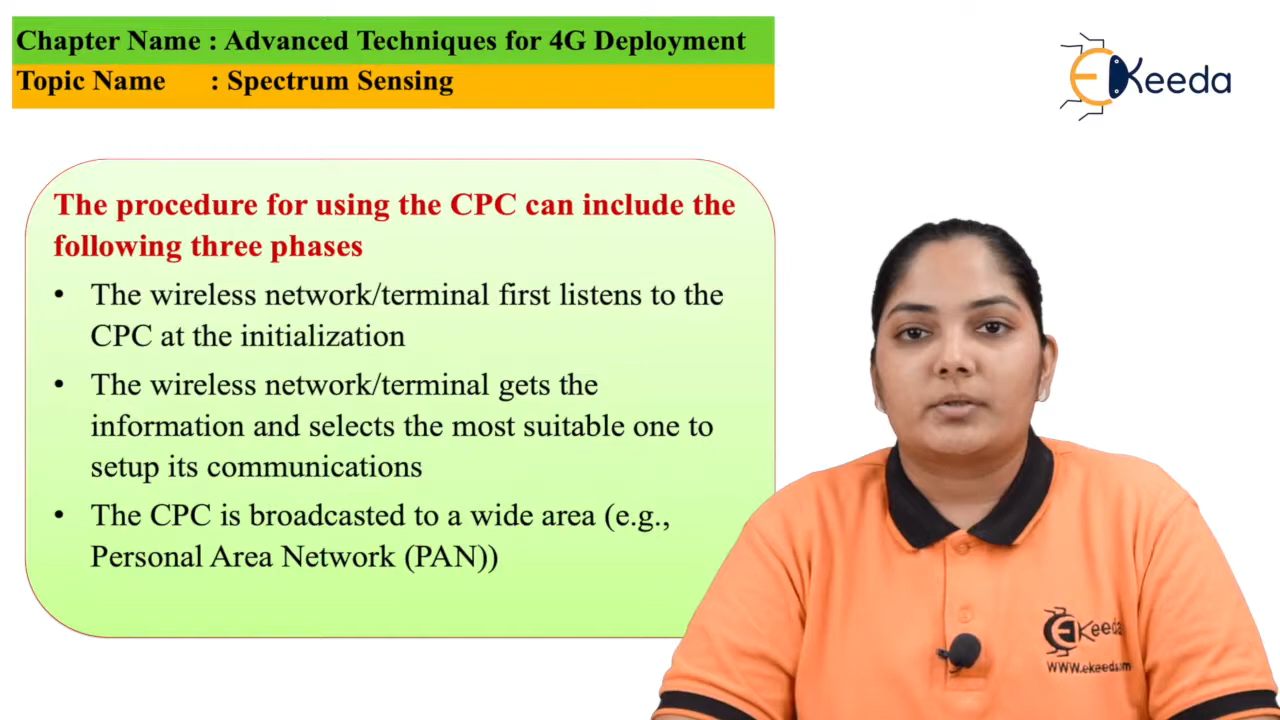 Chapter Name : Advanced Techniques for 4G Deployment
Topic Name : Spectrum Sensing
EKeeda
The procedure for using the CPC can include the
following three phases
• The wireless network/terminal first listens to the
CPC at the initialization
• The wireless network/terminal gets the
information and selects the most suitable one to
setup its communications
• The CPC is broadcasted to a wide area (e.g.,
Personal Area Network (PAN))
EKeeda